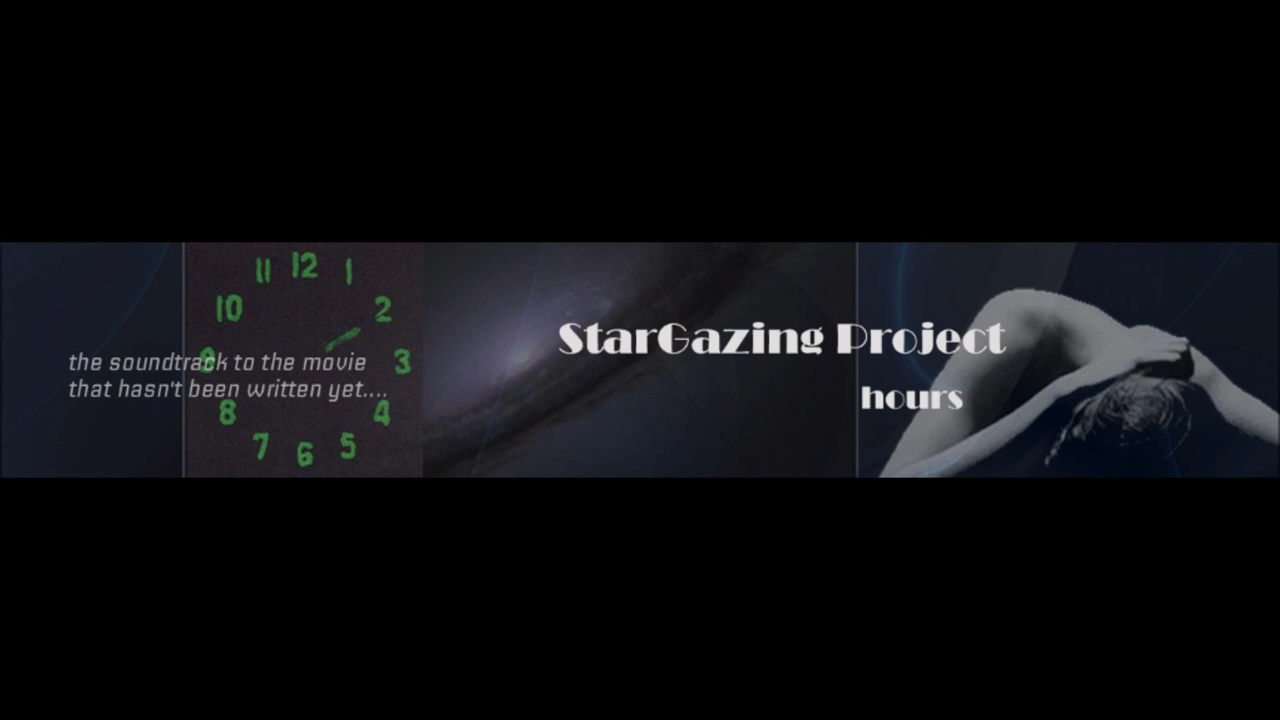 11 12 1
10 2
9 3
8 4
7 6 5
the soundtrack to the movie
that hasn't been written yet....
StarGazing Project
hours